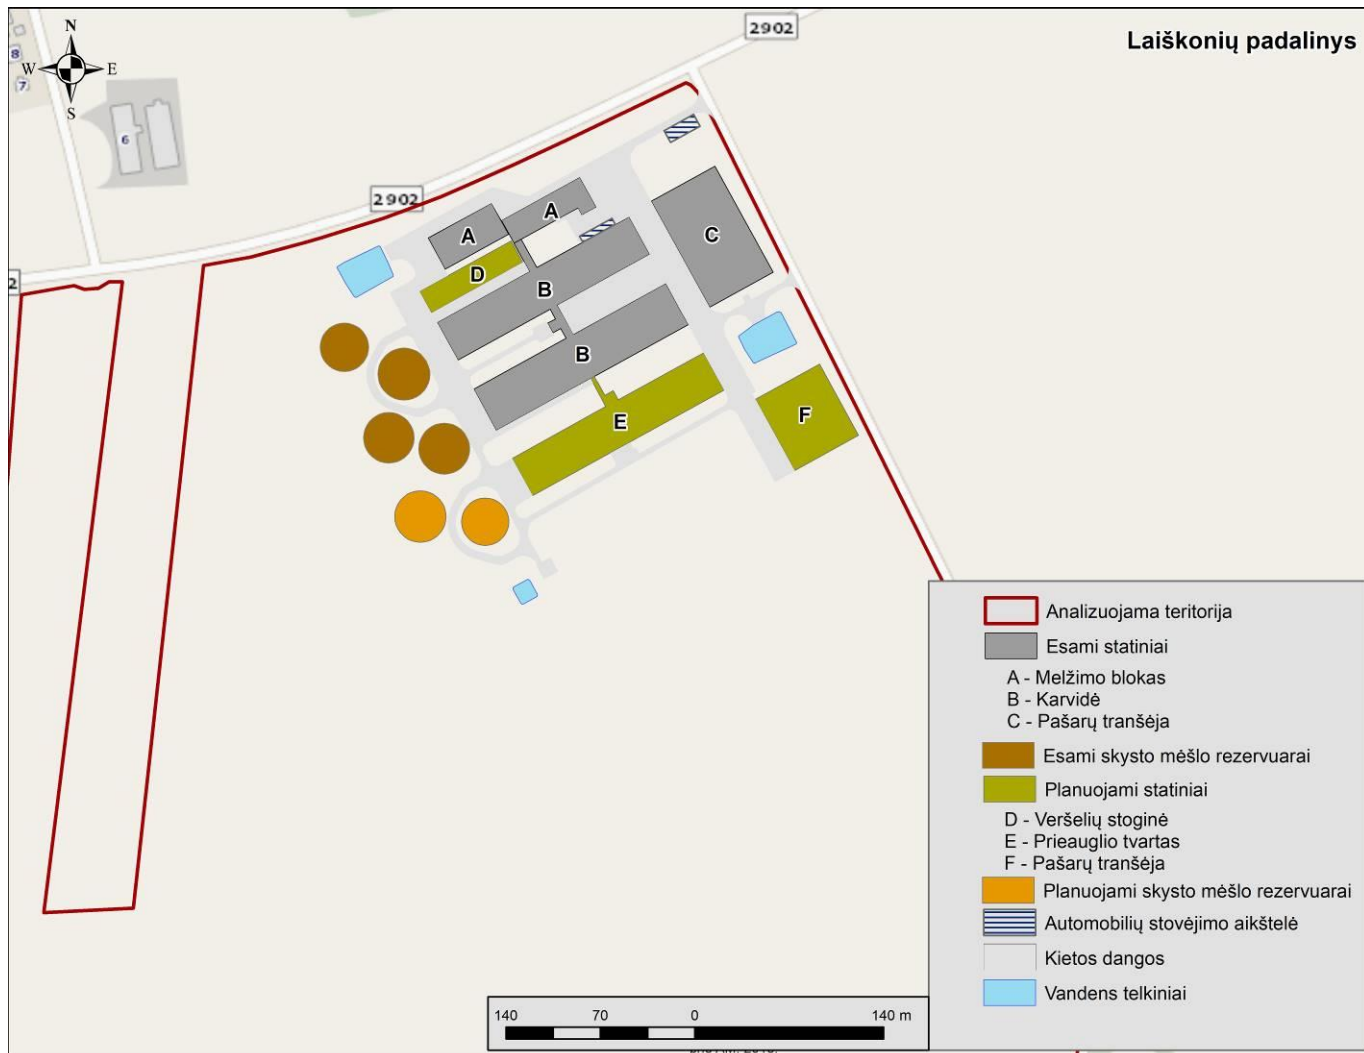 2902
Laiškonių padalinys
N
W
E
S
8
7
6
2902
A
A
C
D
B
B
E
F
2
Analizuojama teritorija
Esami statiniai
A - Melžimo blokas
B - Karvidė
C - Pašarų tranšėja
Esami skysto mėšlo rezervuarai
Planuojami statiniai
D - Veršelių stoginė
E - Prieauglio tvartas
F - Pašarų tranšėja
Planuojami skysto mėšlo rezervuarai
Automobilių stovėjimo aikštelė
Kietos dangos
Vandens telkiniai
140 70 0 140 m